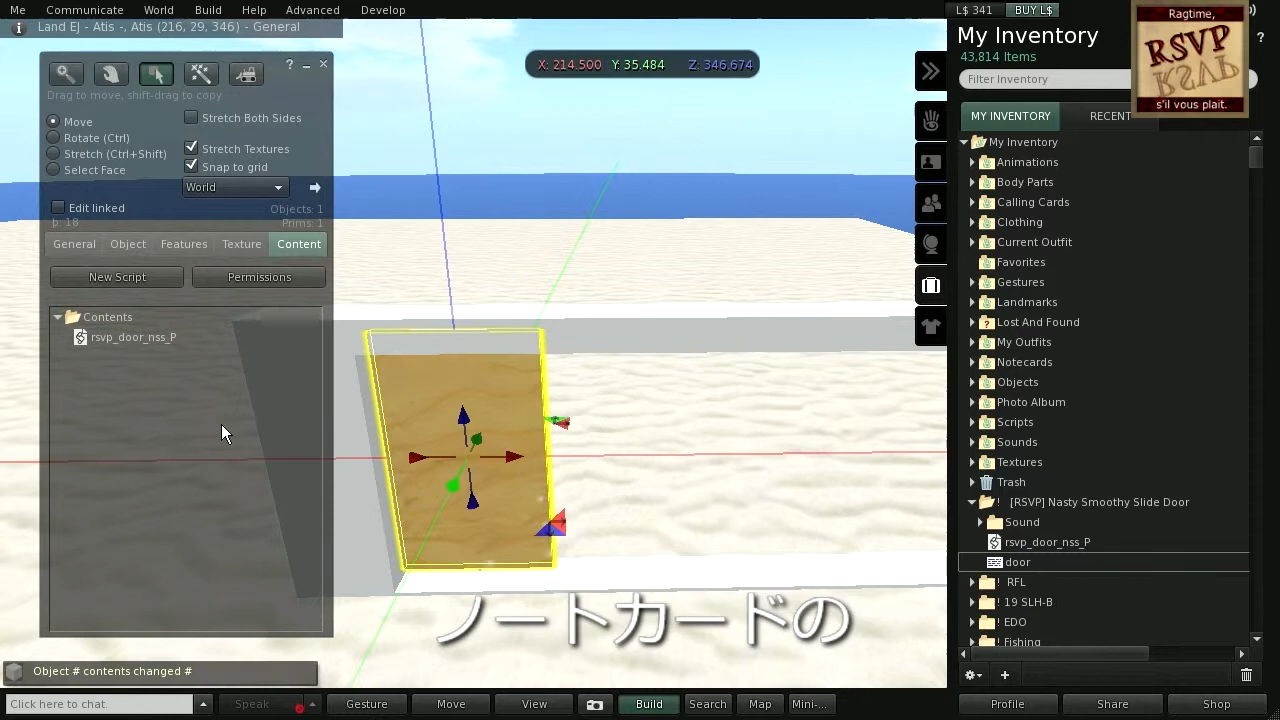 Me Communicate World Build Help Advanced Develop
L$ 341 BUY L$
Land EJ - Atis -, Atis (216, 29, 346) - General
Drag to move, shift-drag to copy
Move
Rotate (Ctrl)
Stretch (Ctrl+Shift)
Select Face
Stretch Both Sides
Stretch Textures
Snap to grid
World
Edit linked
Objects: 1
Prims: 1
General Object Features Texture Content
New Script Permissions
Contents
rsvp_door_nss_P
X: 214.500 Y: 35.484 Z: 346.674
My Inventory
43,814 Items
Filter Inventory
Ragtime,
RSVP
s'il vous plait.
MY INVENTORY RECENT
My Inventory
Animations
Body Parts
Calling Cards
Clothing
Current Outfit
Favorites
Gestures
Landmarks
Lost And Found
My Outfits
Notecards
Objects
Photo Album
Scripts
Sounds
Textures
Trash
! [RSVP] Nasty Smoothy Slide Door
Sound
rsvp_door_nss_P
door
! RFL
! 19 SLH-B
! EDO
! Fishing
ノートカードの
Object # contents changed #
Click here to chat. Speak Gesture Move View Build Search Map Mini-...
Profile Share Shop